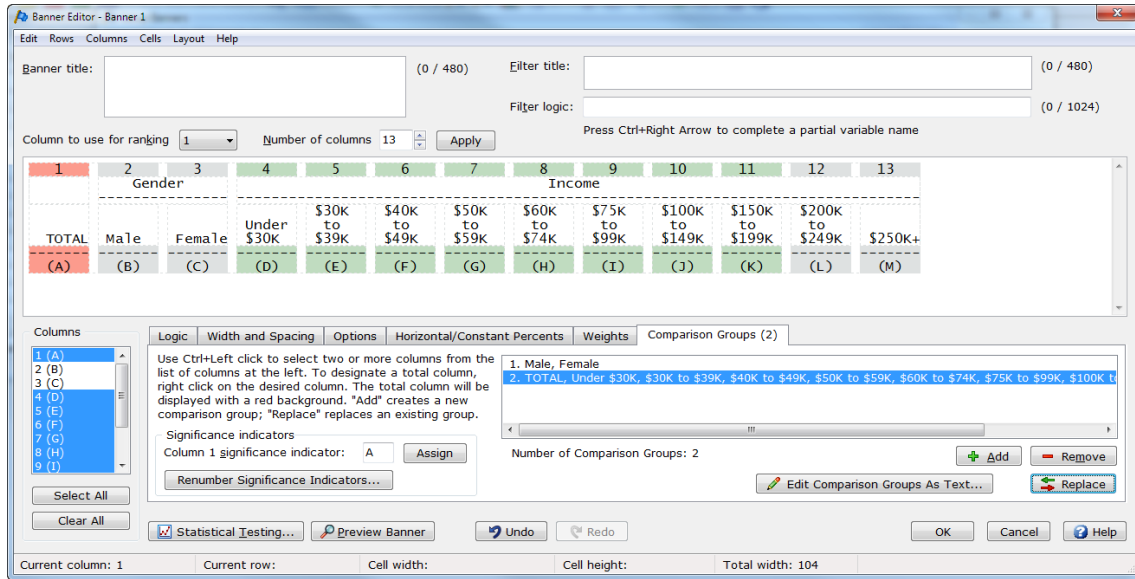 Banner Editor - Banner 1
Edit Rows Columns Cells Layout Help
Banner title: (0 / 480) Filter title: (0 / 480)
Filter logic: (0 / 1024)
Press Ctrl+Right Arrow to complete a partial variable name
Column to use for ranking 1 Number of columns 13 Apply
1 2 3 4 5 6 7 8 9 10 11 12 13
Gender Income
$30K $40K $50K $60K $75K $100K $150K $200K
Under to to to to to to to to
TOTAL Male Female $30K $39K $49K $59K $74K $99K $149K $199K $249K $250K+
(A) (B) (C) (D) (E) (F) (G) (H) (I) (J) (K) (L) (M)
Columns
1 (A)
2 (B)
3 (C)
4 (D)
5 (E)
6 (F)
7 (G)
8 (H)
9 (I)
Select All
Clear All
Logic Width and Spacing Options Horizontal/Constant Percents Weights Comparison Groups (2)
Use Ctrl+Left click to select two or more columns from the
list of columns at the left. To designate a total column,
right click on the desired column. The total column will be
displayed with a red background. "Add" creates a new
comparison group; "Replace" replaces an existing group.
1. Male, Female
2. TOTAL, Under $30K, $30K to $39K, $40K to $49K, $50K to $59K, $60K to $74K, $75K to $99K, $100K
Significance indicators
Column 1 significance indicator: A Assign
Renumber Significance Indicators...
Number of Comparison Groups: 2 Add Remove
Edit Comparison Groups As Text... Replace
Statistical Testing... Preview Banner Undo Redo OK Cancel Help
Current column: 1 Current row: Cell width: Cell height: Total width: 104